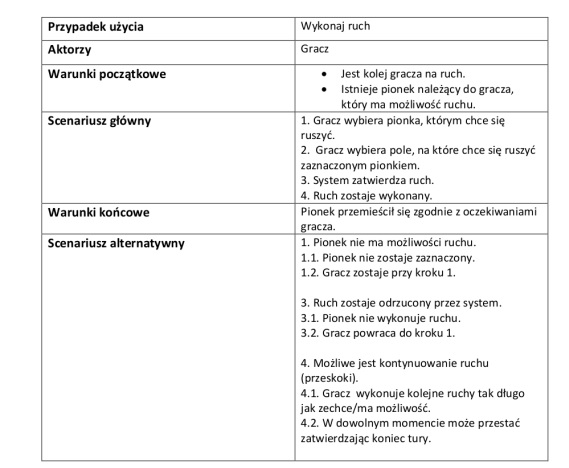 Przypadek użycia
Wykonaj ruch
Aktorzy
Gracz
Warunki początkowe
• Jest kolej gracza na ruch.
• Istnieje pionek należący do gracza,
który ma możliwość ruchu.
Scenariusz główny
1. Gracz wybiera pionka, którym chce się
ruszyć.
2. Gracz wybiera pole, na które chce się ruszyć
zaznaczonym pionkiem.
3. System zatwierdza ruch.
4. Ruch zostaje wykonany.
Warunki końcowe
Pionek przemieścił się zgodnie z oczekiwaniami
gracza.
Scenariusz alternatywny
1. Pionek nie ma możliwości ruchu.
1.1. Pionek nie zostaje zaznaczony.
1.2. Gracz zostaje przy kroku 1.
3. Ruch zostaje odrzucony przez system.
3.1. Pionek nie wykonuje ruchu.
3.2. Gracz powraca do kroku 1.
4. Możliwe jest kontynuowanie ruchu
(przeskoki).
4.1. Gracz wykonuje kolejne ruchy tak długo
jak zechce/ma możliwość.
4.2. W dowolnym momencie może przestać
zatwierdzając koniec tury.